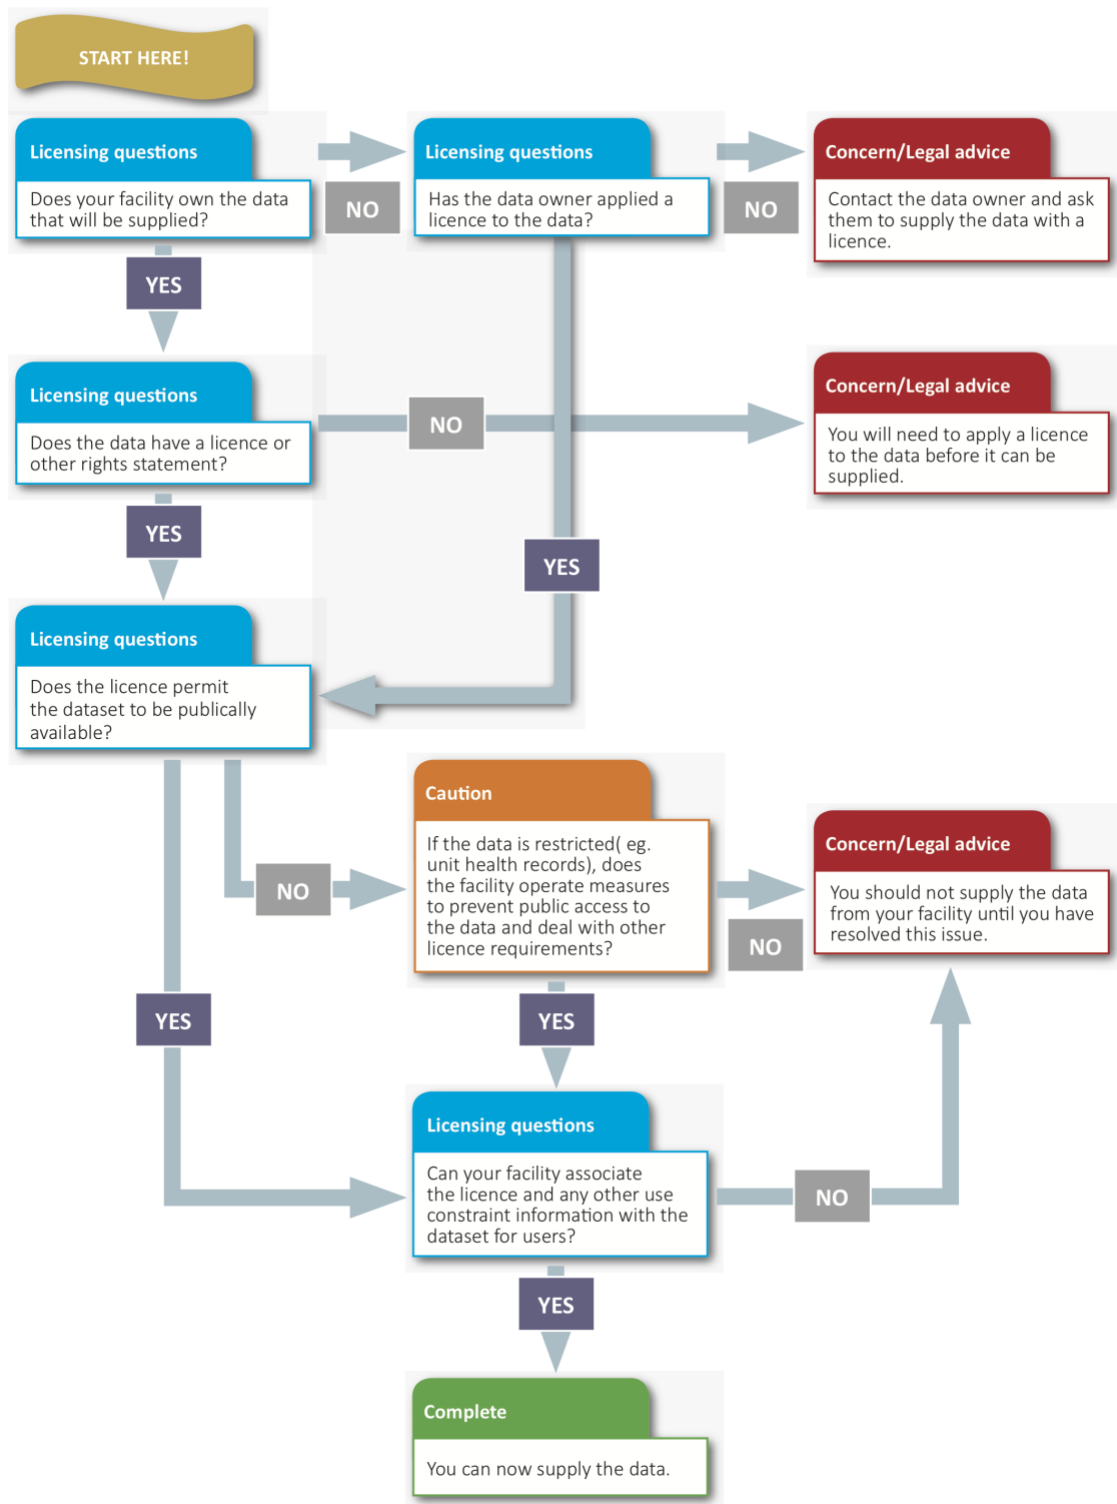 START HERE!
Licensing questions
Does your facility own the data
that will be supplied?
NO
Licensing questions
Has the data owner applied a
licence to the data?
NO
Concern/Legal advice
Contact the data owner and ask
them to supply the data with a
licence.
YES
Licensing questions
Does the data have a licence or
other rights statement?
NO
Concern/Legal advice
You will need to apply a licence
to the data before it can be
supplied.
YES
YES
Licensing questions
Does the licence permit
the dataset to be publically
available?
NO
Caution
If the data is restricted( eg.
unit health records), does
the facility operate measures
to prevent public access to
the data and deal with other
licence requirements?
NO
Concern/Legal advice
You should not supply the data
from your facility until you have
resolved this issue.
YES
YES
Licensing questions
Can your facility associate
the licence and any other use
constraint information with the
dataset for users?
NO
YES
Complete
You can now supply the data.